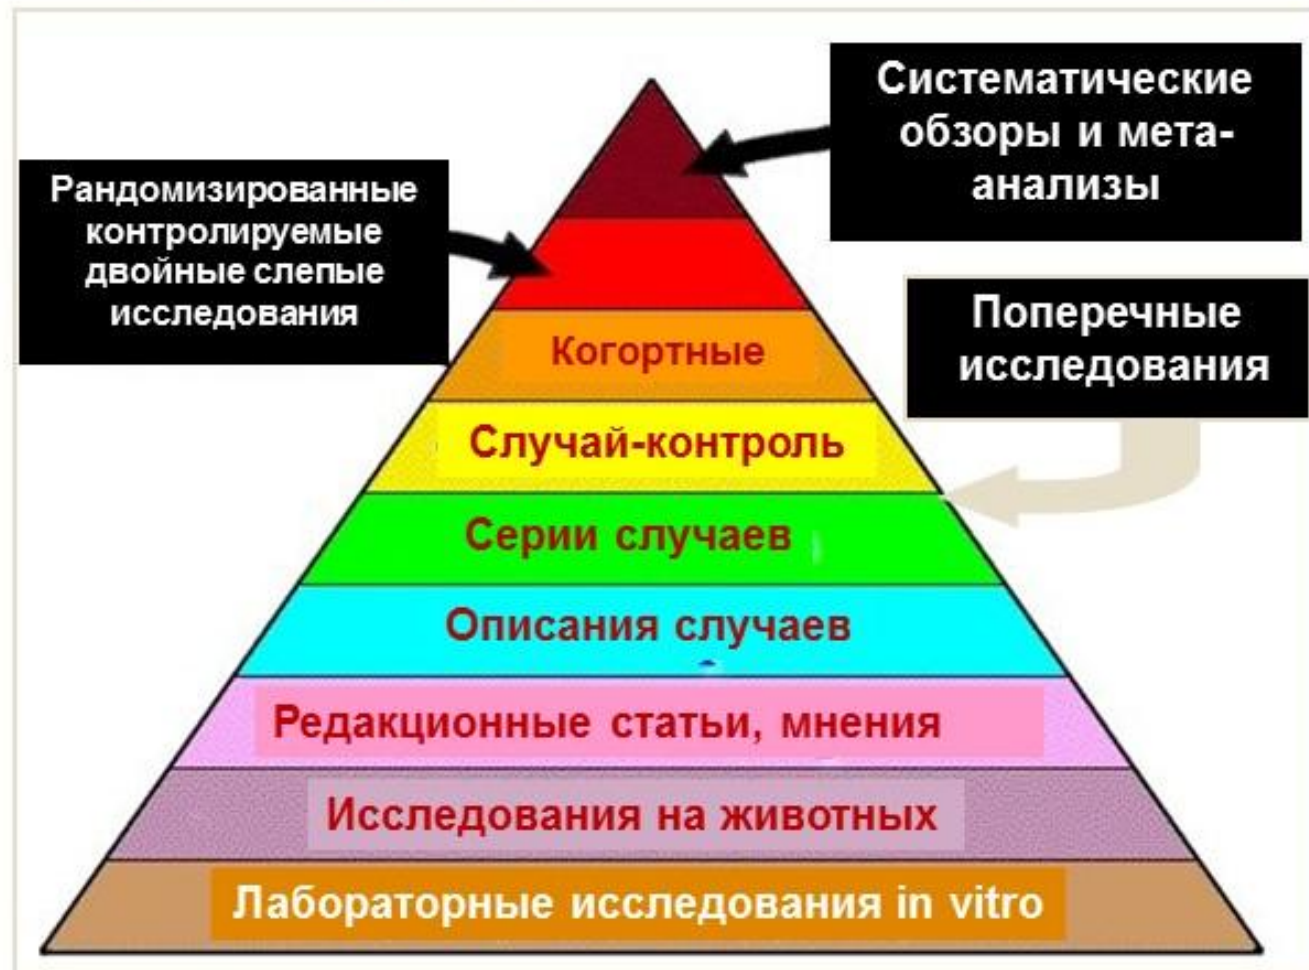 Систематические
обзоры и мета-
анализы
Рандомизированные
контролируемые
двойные слепые
исследования
Поперечные
исследования
Когортные
Случай-контроль
Серии случаев
Описания случаев
Редакционные статьи, мнения
Исследования на животных
Лабораторные исследования in vitro